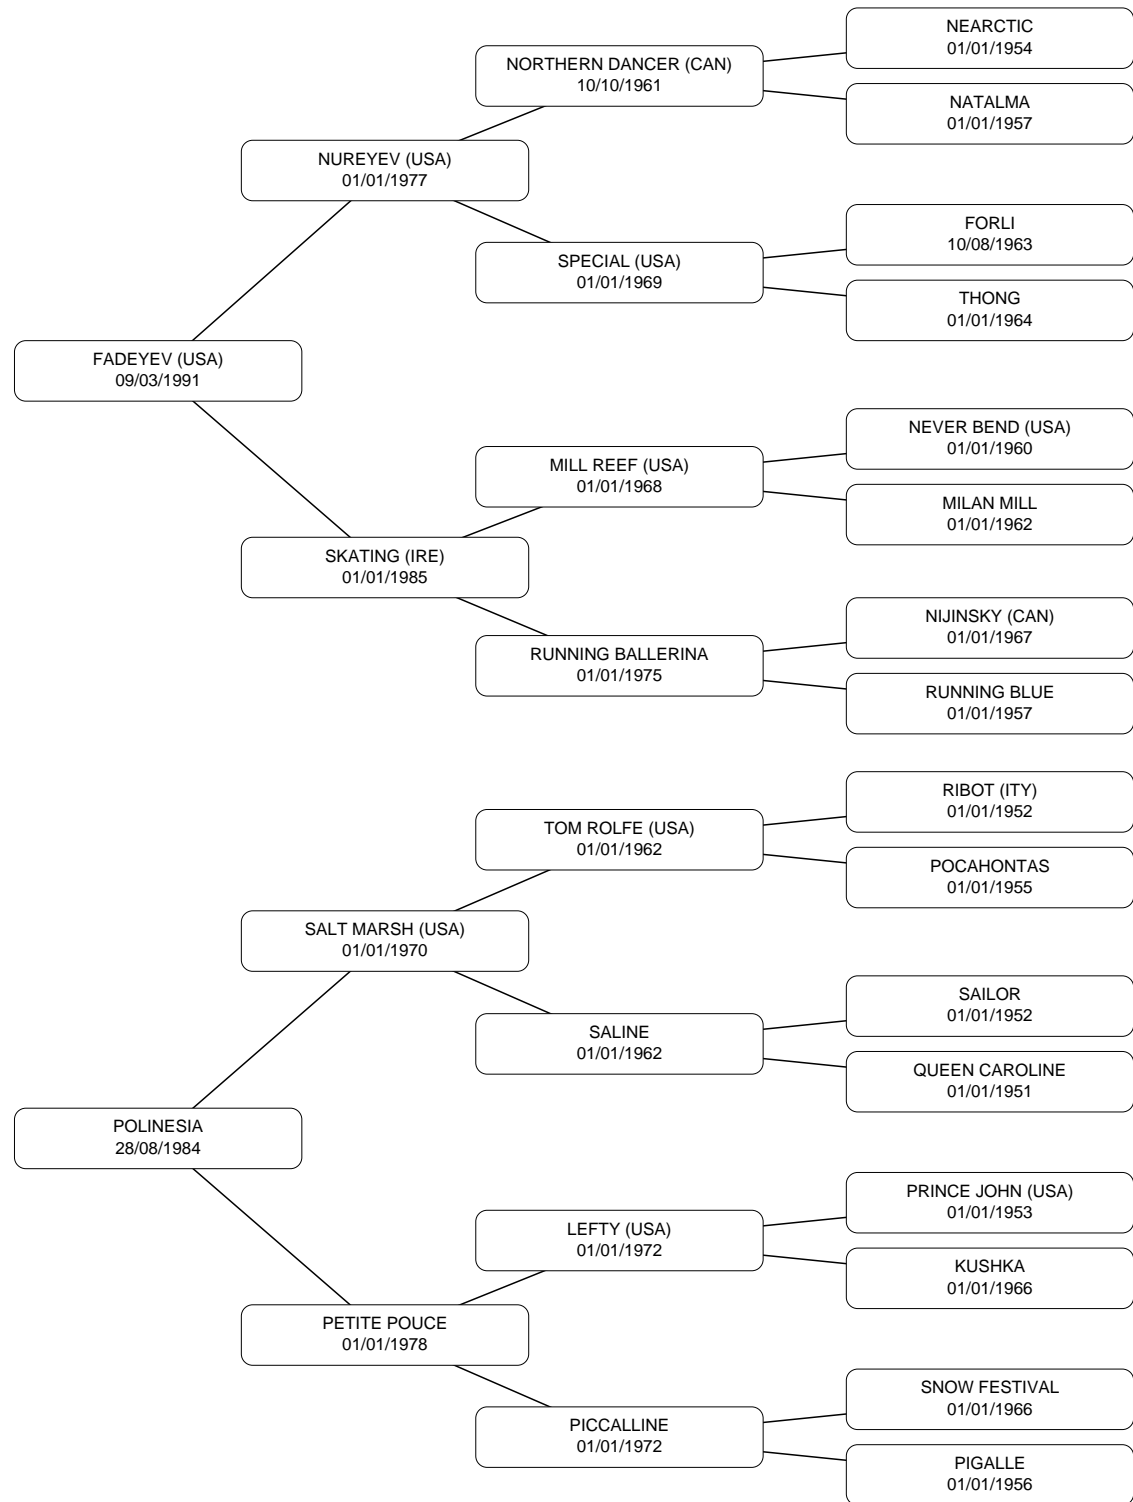 NEARCTIC
01/01/1954
NORTHERN DANCER (CAN)
10/10/1961
NATALMA
01/01/1957
NUREYEV (USA)
01/01/1977
FORLI
10/08/1963
SPECIAL (USA)
01/01/1969
THONG
01/01/1964
FADEYEV (USA)
09/03/1991
NEVER BEND (USA)
01/01/1960
MILL REEF (USA)
01/01/1968
MILAN MILL
01/01/1962
SKATING (IRE)
01/01/1985
NIJINSKY (CAN)
01/01/1967
RUNNING BALLERINA
01/01/1975
RUNNING BLUE
01/01/1957
RIBOT (ITY)
01/01/1952
TOM ROLFE (USA)
01/01/1962
POCAHONTAS
01/01/1955
SALT MARSH (USA)
01/01/1970
SAILOR
01/01/1952
SALINE
01/01/1962
QUEEN CAROLINE
01/01/1951
POLINESIA
28/08/1984
PRINCE JOHN (USA)
01/01/1953
LEFTY (USA)
01/01/1972
KUSHKA
01/01/1966
PETITE POUCE
01/01/1978
SNOW FESTIVAL
01/01/1966
PICCALLINE
01/01/1972
PIGALLE
01/01/1956